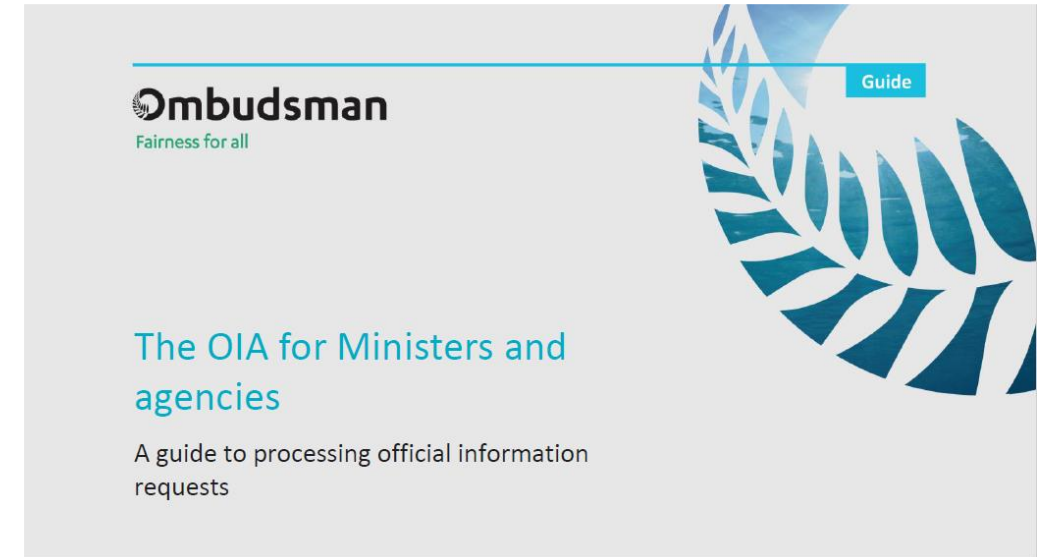 Guide
Ombudsman
Fairness for all
The OIA for Ministers and
agencies
A guide to processing official information
requests